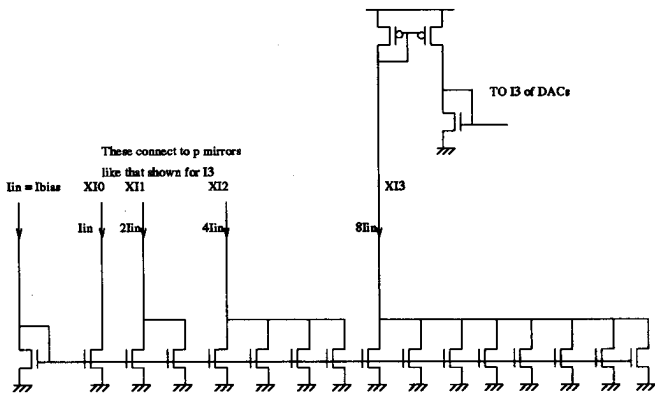 TO I3 of DACs
These connect to p mirrors
like that shown for I3
Iin = Ibias XI0 XI1 XI2 XI3
Iin 2Iin 4Iin 8Iin